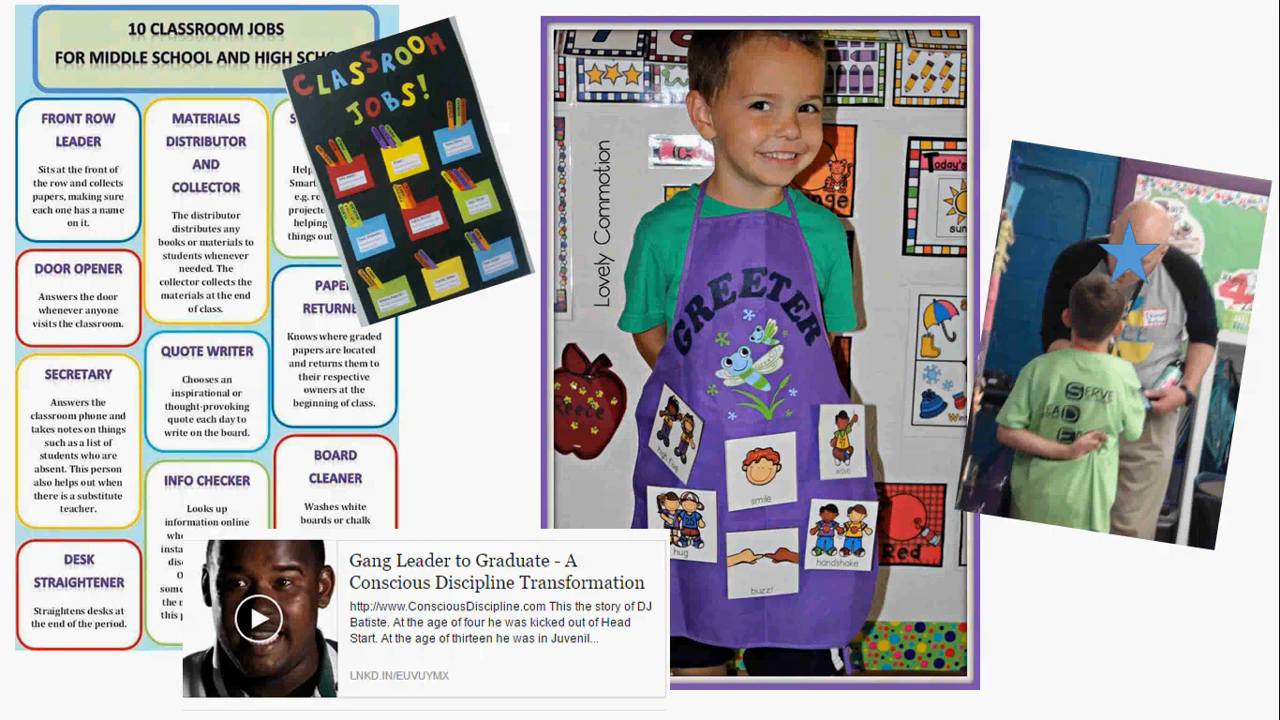 10 CLASSROOM JOBS
FOR MIDDLE SCHOOL AND HIGH
FRONT ROW
LEADER
Sits at the front of
the row and collects
papers, making sure
each one has a name
on it.
DOOR OPENER
Answers the door
whenever anyone
visits the classroom.
SECRETARY
Answers the
classroom phone and
takes notes on things
such as a list of
students who are
absent. This person
also helps out when
there is a substitute
teacher.
DESK
STRAIGHTENER
Straightens desks at
the end of the period.
MATERIALS
DISTRIBUTOR
AND
COLLECTOR
The distributor
distributes any
books or materials to
students whenever
needed. The
collector collects the
materials at the end
of class.
QUOTE WRITER
Chooses an
inspirational or
thought-provoking
quote each day to
write on the board.
INFO CHECKER
Looks up
information online
Smart
e.g.
helping
things out
Knows where graded
papers are located
and returns them to
their respective
owners at the
beginning of class.
BOARD
CLEANER
Washes white
boards or chalk
CLASSROOM
JOBS!
Gang Leader to Graduate - A
Conscious Discipline Transformation
http://www.ConsciousDiscipline.com This the story of DJ
Batiste. At the age of four he was kicked out of Head
Start. At the age of thirteen he was in Juvenil...
LNKD.IN/EUVUYMX
Lovely Commotion
GREETER
high five
smile
wave
hug
buzz!
handshake
Today's
sun
Red
SERVE
LEAD